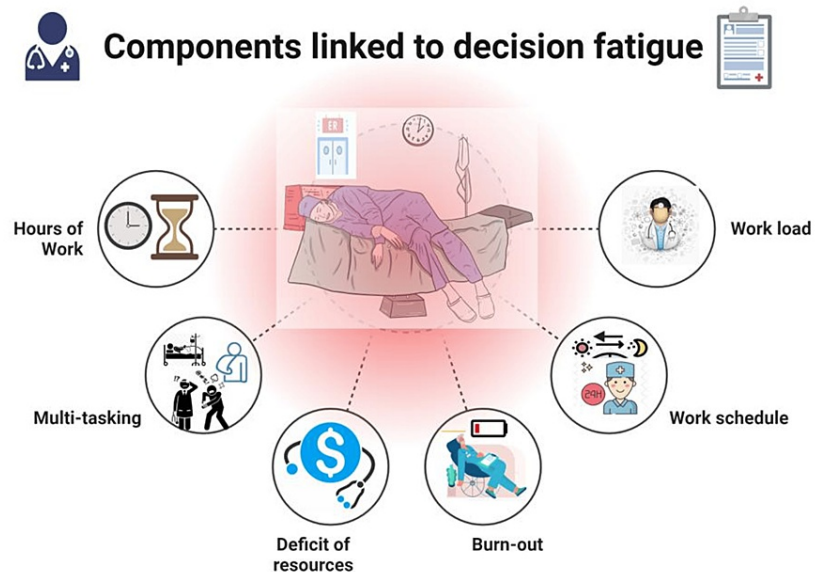 Components linked to decision fatigue
ER
Hours of
Work
Work load
Multi-tasking
24H
Work schedule
Deficit of
resources
Burn-out